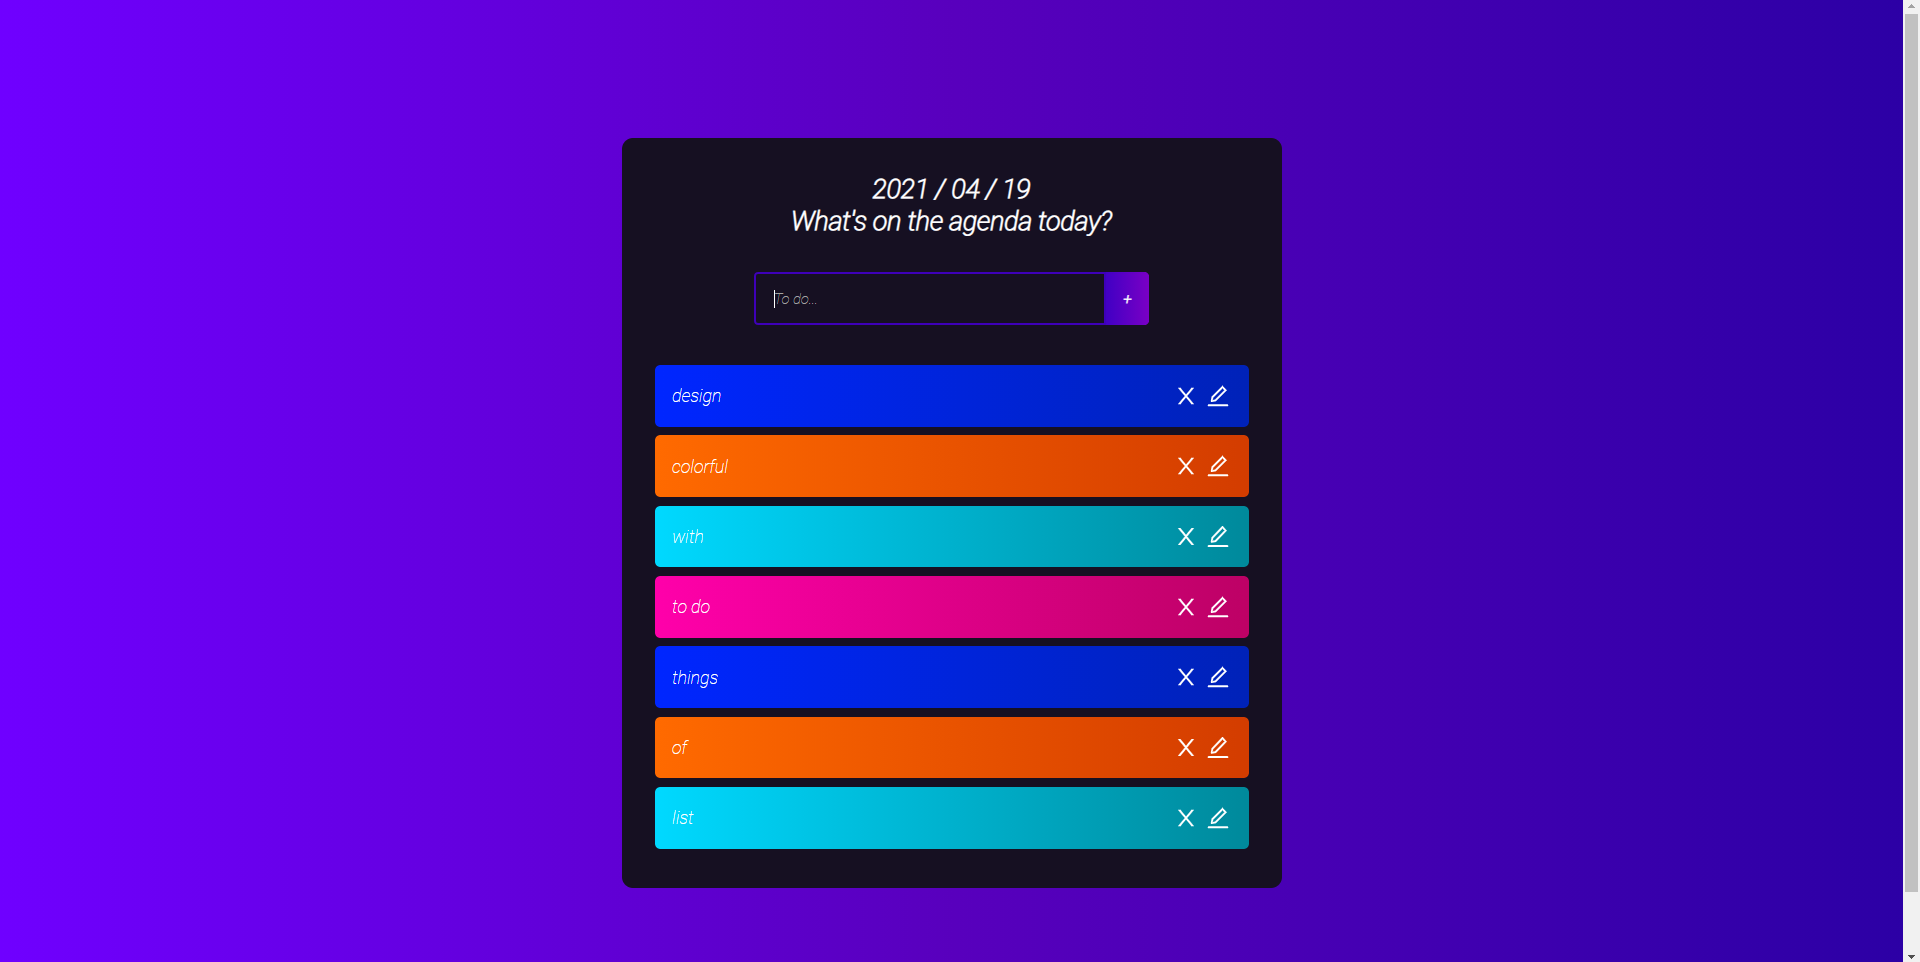 2021 / 04 / 19
What's on the agenda today?
To do...
+
design
colorful
with
to do
things
of
list